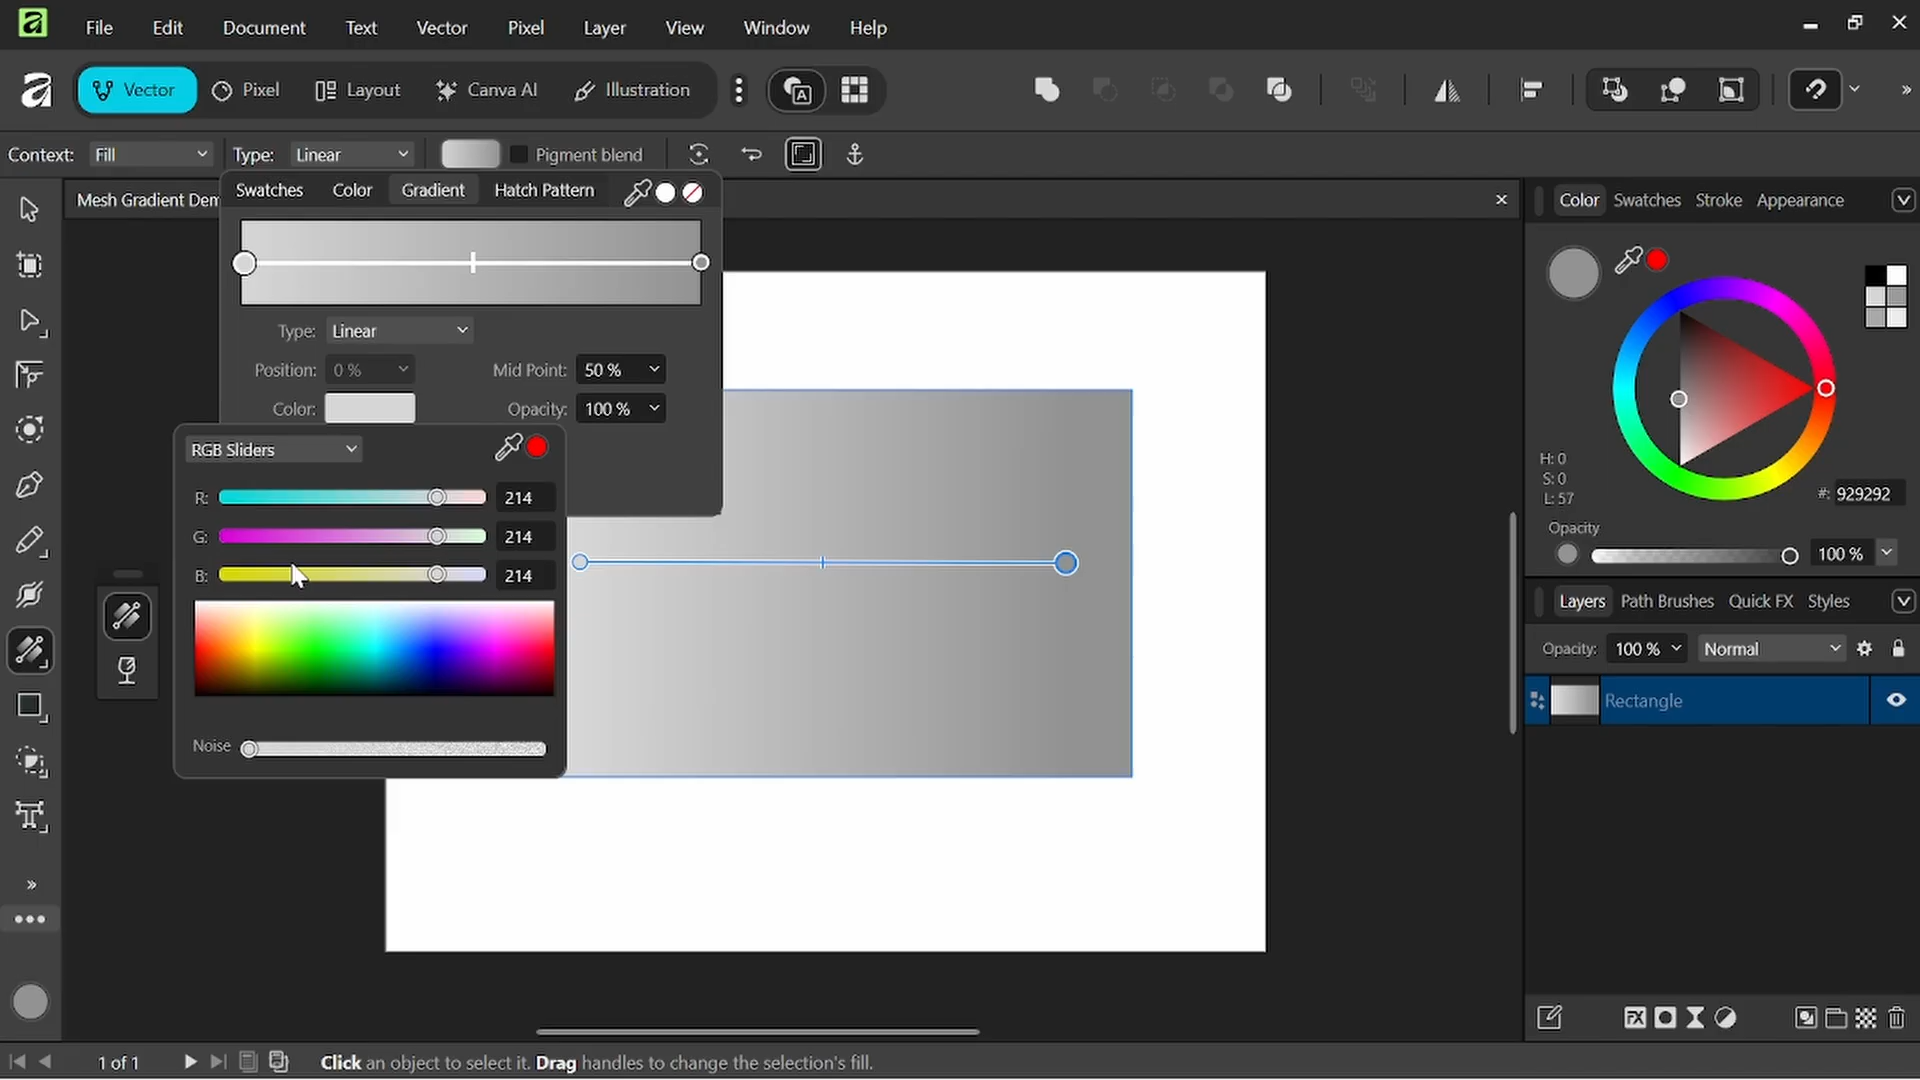 File Edit Document Text Vector Pixel Layer View Window Help
Vector Pixel Layout Canva AI Illustration
Context: Fill Type: Linear Pigment blend
Swatches Color Gradient Hatch Pattern
Type: Linear
Position: 0 % Mid Point: 50 %
Color: Opacity: 100 %
RGB Sliders
R: 214
G: 214
B: 214
Noise
Mesh Gradient Dem
Color Swatches Stroke Appearance
H: 0
S: 0
L: 57
#: 929292
Opacity
100 %
Layers Path Brushes Quick FX Styles
Opacity: 100 % Normal
Rectangle
FX
1 of 1 Click an object to select it. Drag handles to change the selection's fill.